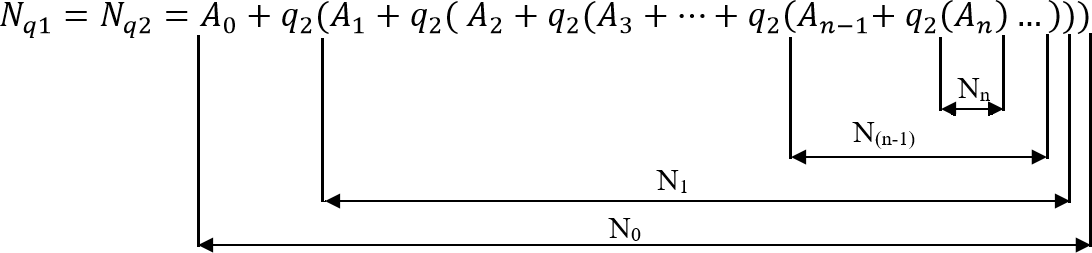 N_{q1} = N_{q2} = A_0 + q_2(A_1 + q_2( A_2 + q_2(A_3 + ⋯ + q_2(A_{n−1}+ q_2(A_n) … ))))
N_n
N_{(n-1)}
N_1
N_0